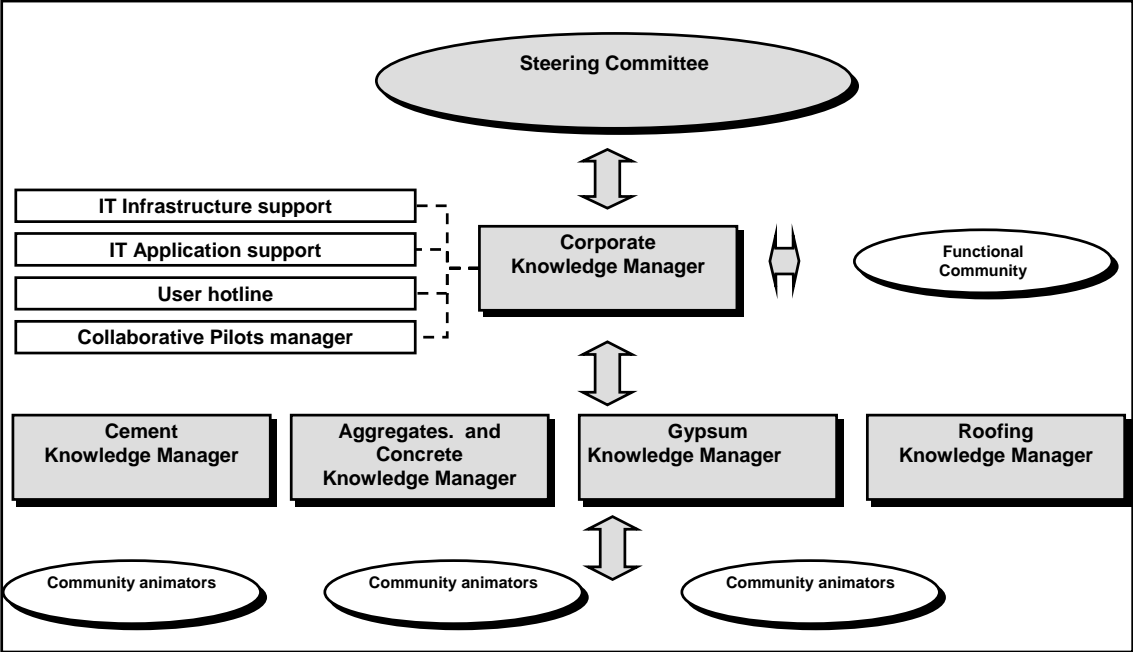 Steering Committee
IT Infrastructure support
IT Application support
User hotline
Collaborative Pilots manager
Corporate
Knowledge Manager
Functional
Community
Cement
Knowledge Manager
Aggregates. and
Concrete
Knowledge Manager
Gypsum
Knowledge Manager
Roofing
Knowledge Manager
Community animators
Community animators
Community animators